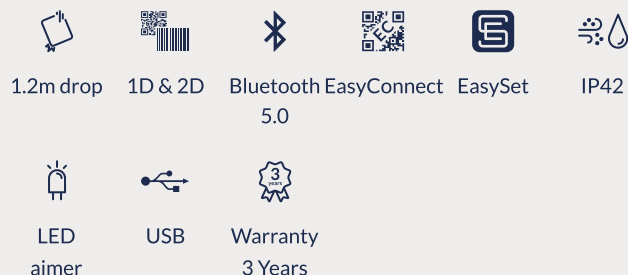 EC
1.2m drop
1D & 2D
Bluetooth
5.0
EasyConnect
EasySet
IP42
3
years
LED
aimer
USB
Warranty
3 Years